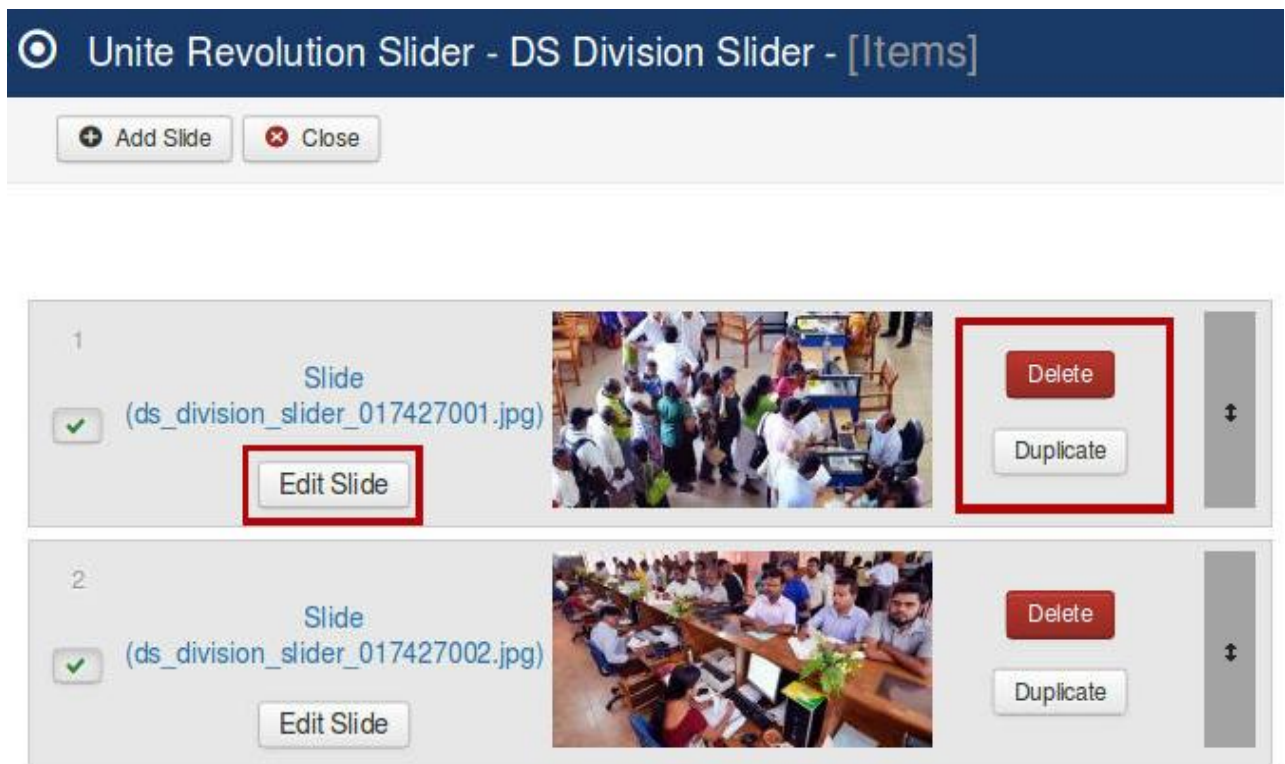 Unite Revolution Slider - DS Division Slider - [Items]
Add Slide Close
1
Slide
(ds_division_slider_017427001.jpg)
Edit Slide
Delete
Duplicate
2
Slide
(ds_division_slider_017427002.jpg)
Edit Slide
Delete
Duplicate